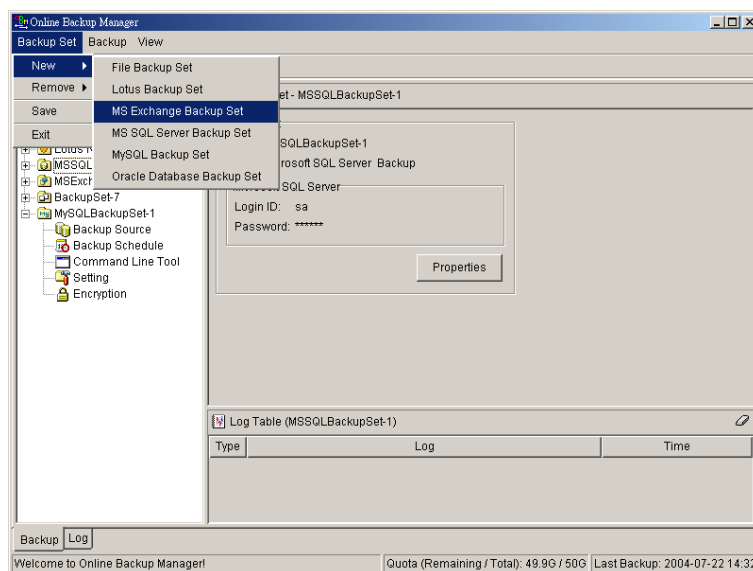 Online Backup Manager
Backup Set Backup View
New
Remove
Save
Exit
File Backup Set
Lotus Backup Set
MS Exchange Backup Set
MS SQL Server Backup Set
MySQL Backup Set
Oracle Database Backup Set
et - MSSQLBackupSet-1
SQLBackupSet-1
rosoft SQL Server Backup
Microsoft SQL Server
Login ID: sa
Password: ******
Properties
Lotus N
MSSQL
MSExch
BackupSet-7
MySQLBackupSet-1
Backup Source
Backup Schedule
Command Line Tool
Setting
Encryption
Log Table (MSSQLBackupSet-1)
Type Log Time
Backup Log
Welcome to Online Backup Manager! Quota (Remaining / Total): 49.9G / 50G Last Backup: 2004-07-22 14:33